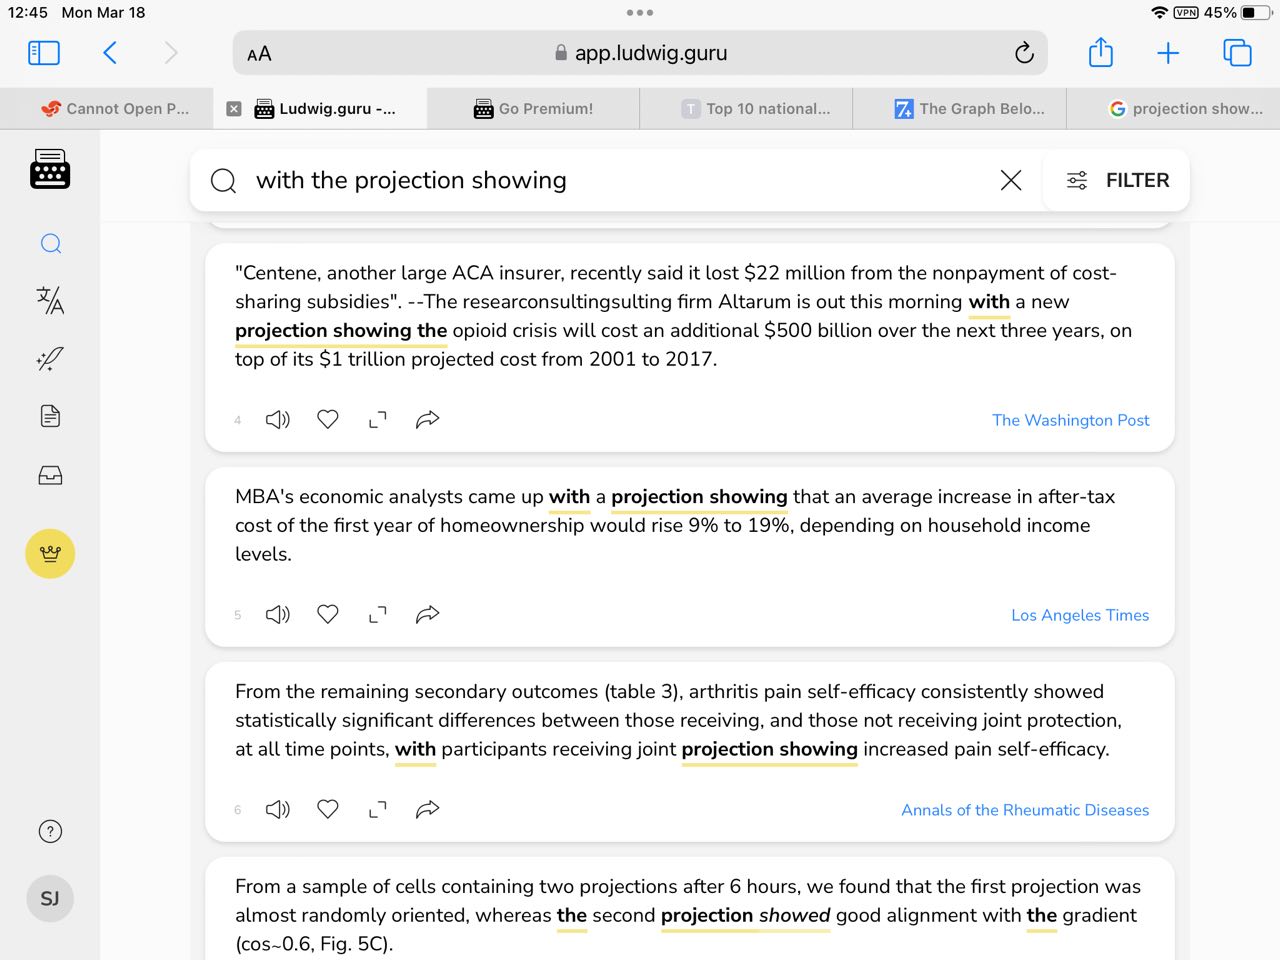 12:45 Mon Mar 18
VPN 45%
AA app.ludwig.guru
Cannot Open P...
Ludwig.guru -...
Go Premium!
T Top 10 national...
7 The Graph Belo...
G projection show...
with the projection showing
FILTER
"Centene, another large ACA insurer, recently said it lost $22 million from the nonpayment of cost-
sharing subsidies". --The researconsultingsulting firm Altarum is out this morning with a new
projection showing the opioid crisis will cost an additional $500 billion over the next three years, on
top of its $1 trillion projected cost from 2001 to 2017.
4
The Washington Post
MBA's economic analysts came up with a projection showing that an average increase in after-tax
cost of the first year of homeownership would rise 9% to 19%, depending on household income
levels.
5
Los Angeles Times
From the remaining secondary outcomes (table 3), arthritis pain self-efficacy consistently showed
statistically significant differences between those receiving, and those not receiving joint protection,
at all time points, with participants receiving joint projection showing increased pain self-efficacy.
6
Annals of the Rheumatic Diseases
From a sample of cells containing two projections after 6 hours, we found that the first projection was
almost randomly oriented, whereas the second projection showed good alignment with the gradient
(cos~0.6, Fig. 5C).
?
SJ